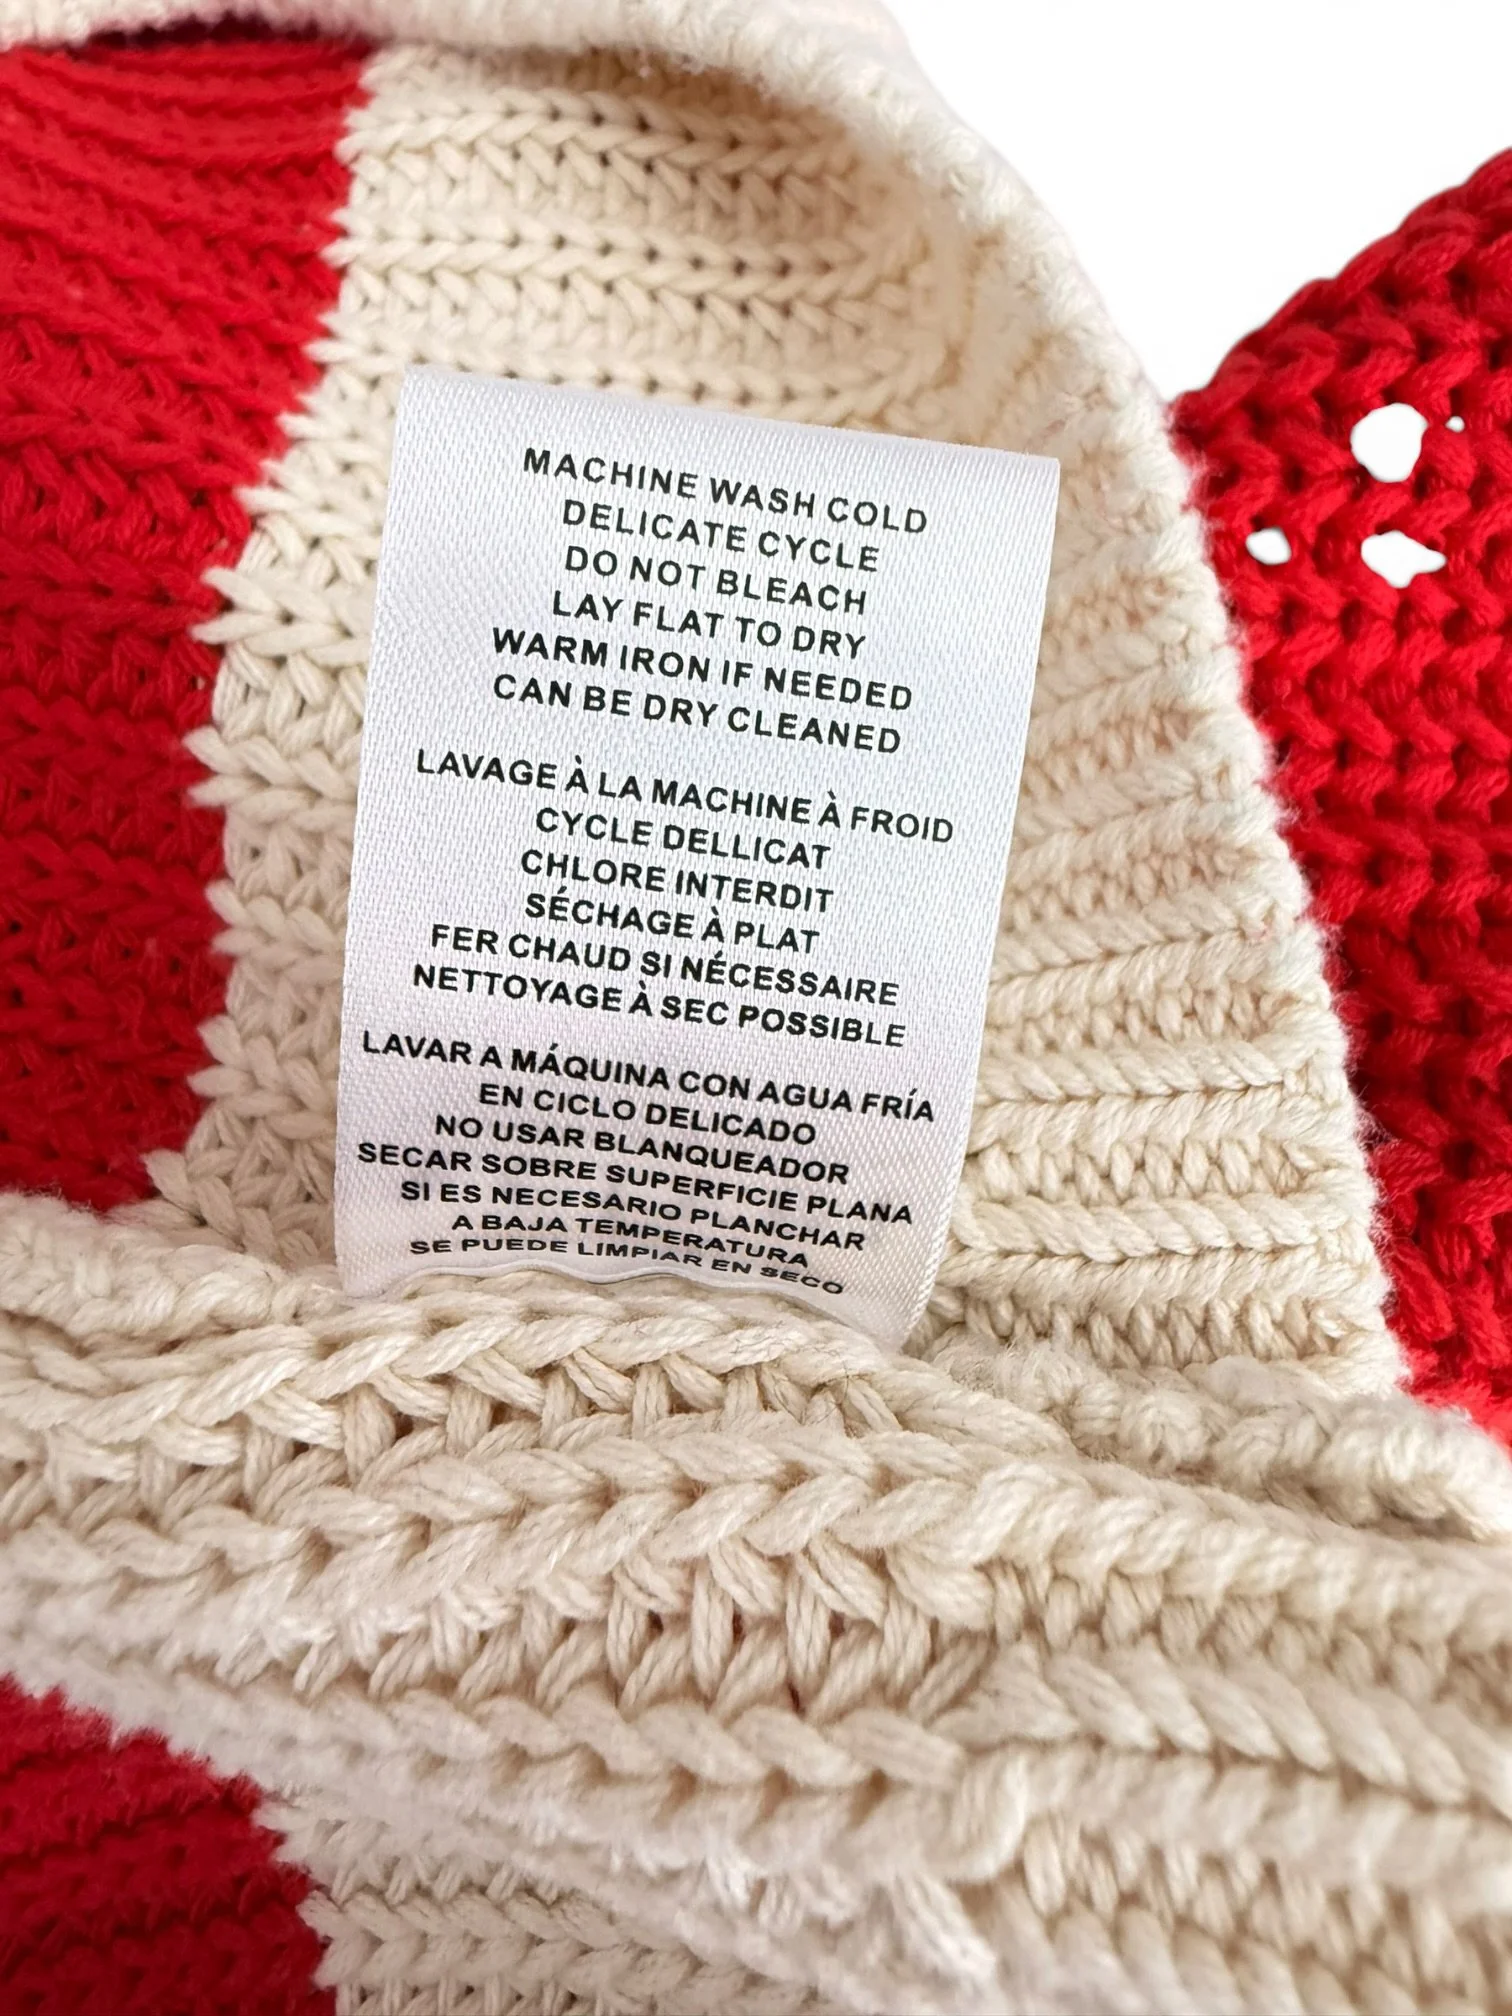 MACHINE WASH COLD
DELICATE CYCLE
DO NOT BLEACH
LAY FLAT TO DRY
WARM IRON IF NEEDED
CAN BE DRY CLEANED
LAVAGE À LA MACHINE À FROID
CYCLE DELLICAT
CHLORE INTERDIT
SÉCHAGE À PLAT
FER CHAUD SI NÉCESSAIRE
NETTOYAGE À SEC POSSIBLE
LAVAR A MÁQUINA CON AGUA FRÍA
EN CICLO DELICADO
NO USAR BLANQUEADOR
SECAR SOBRE SUPERFICIE PLANA
SI ES NECESARIO PLANCHAR
A BAJA TEMPERATURA
SE PUEDE LIMPIAR EN SECO